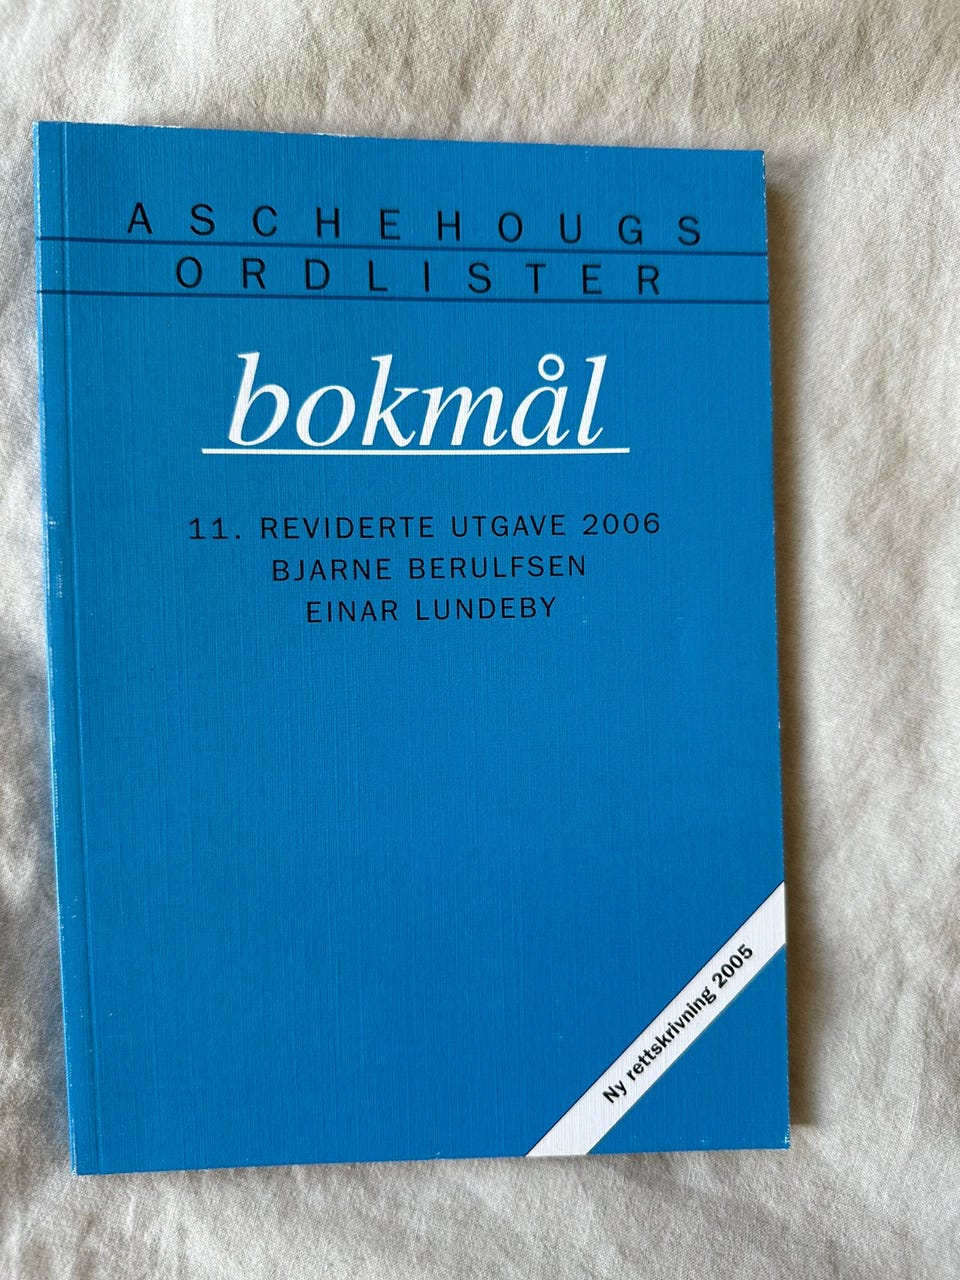 ASCHEHOUGS
ORDLISTER
bokmål
11. REVIDERTE UTGAVE 2006
BJARNE BERULFSEN
EINAR LUNDEBY
Ny rettskrivning 2005